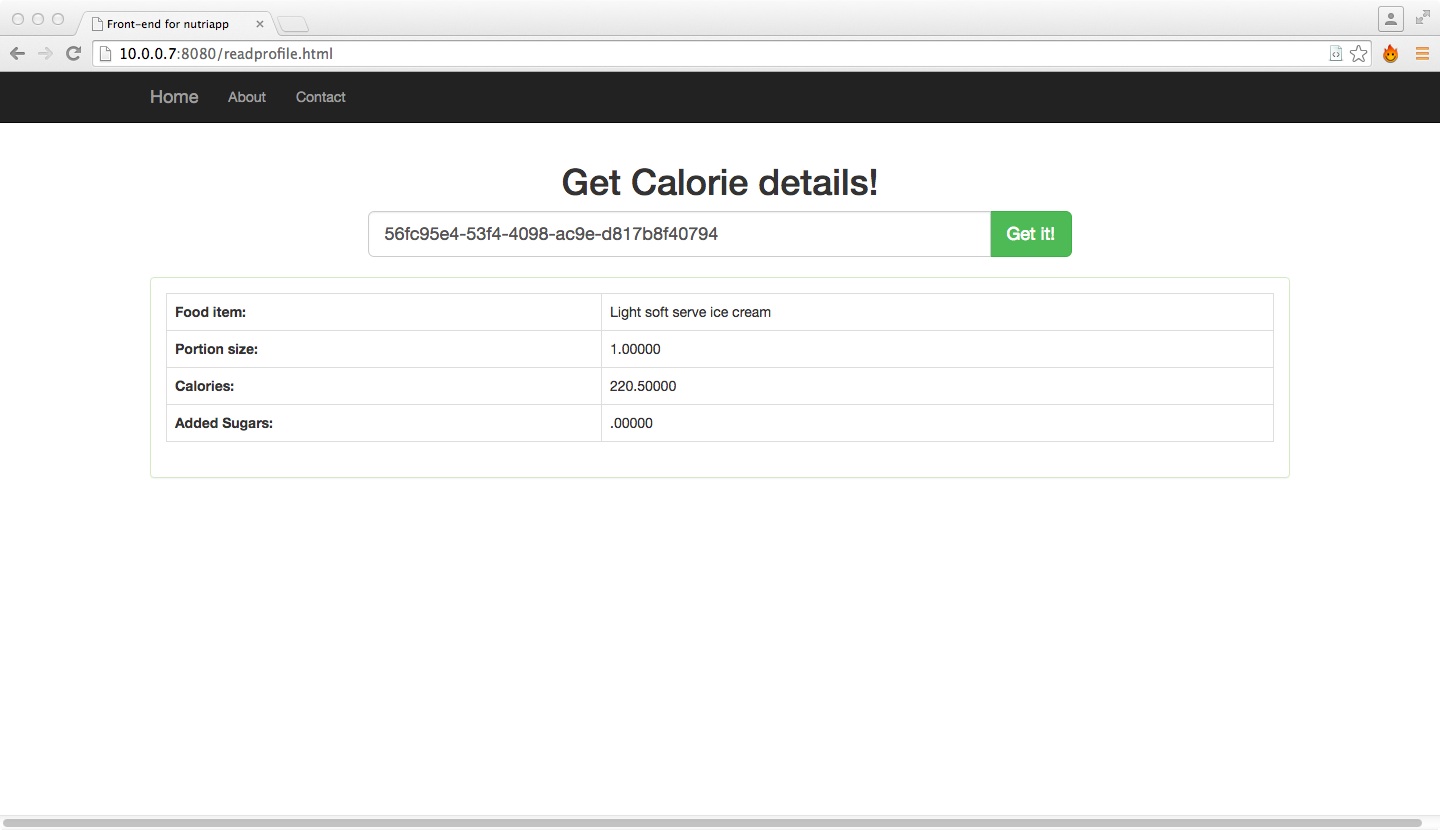 Front-end for nutriapp
10.0.0.7:8080/readprofile.html
Home About Contact
Get Calorie details!
56fc95e4-53f4-4098-ac9e-d817b8f40794 Get it!
Food item: Light soft serve ice cream
Portion size: 1.00000
Calories: 220.50000
Added Sugars: .00000